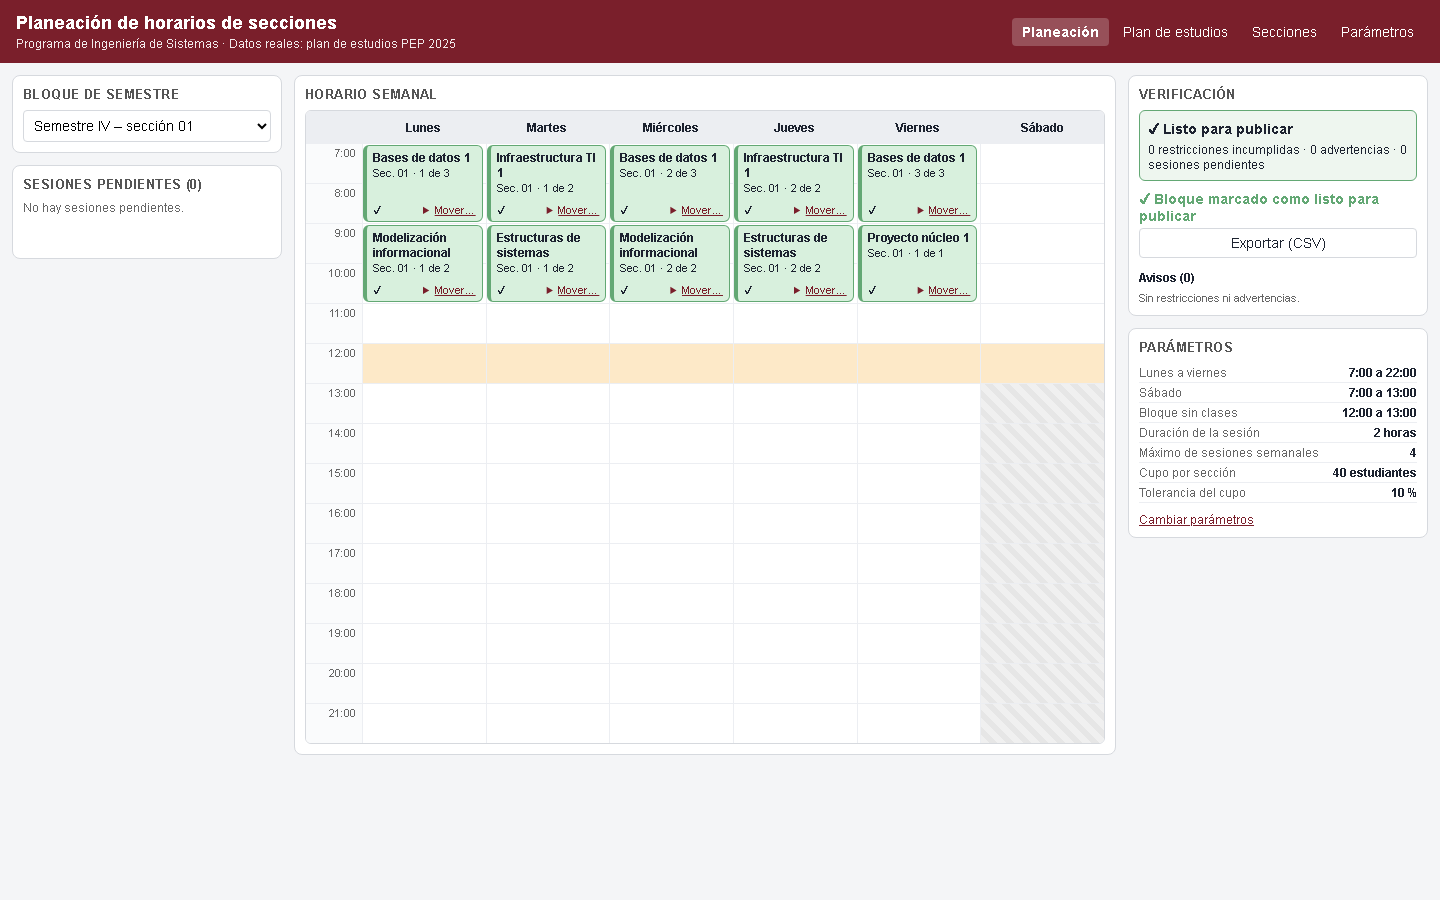 Planeación de horarios de secciones
Programa de Ingeniería de Sistemas · Datos reales: plan de estudios PEP 2025
Planeación Plan de estudios Secciones Parámetros
BLOQUE DE SEMESTRE
Semestre IV – sección 01
SESIONES PENDIENTES (0)
No hay sesiones pendientes.
HORARIO SEMANAL
Lunes Martes Miércoles Jueves Viernes Sábado
7:00
Bases de datos 1
Sec. 01 · 1 de 3
✓ ▶ Mover...
Infraestructura TI
1
Sec. 01 · 1 de 2
✓ ▶ Mover...
Bases de datos 1
Sec. 01 · 2 de 3
✓ ▶ Mover...
Infraestructura TI
1
Sec. 01 · 2 de 2
✓ ▶ Mover...
Bases de datos 1
Sec. 01 · 3 de 3
✓ ▶ Mover...
8:00
9:00
Modelización
informacional
Sec. 01 · 1 de 2
✓ ▶ Mover...
Estructuras de
sistemas
Sec. 01 · 1 de 2
✓ ▶ Mover...
Modelización
informacional
Sec. 01 · 2 de 2
✓ ▶ Mover...
Estructuras de
sistemas
Sec. 01 · 2 de 2
✓ ▶ Mover...
Proyecto núcleo 1
Sec. 01 · 1 de 1
✓ ▶ Mover...
10:00
11:00
12:00
13:00
14:00
15:00
16:00
17:00
18:00
19:00
20:00
21:00
VERIFICACIÓN
✓ Listo para publicar
0 restricciones incumplidas · 0 advertencias · 0
sesiones pendientes
✓ Bloque marcado como listo para
publicar
Exportar (CSV)
Avisos (0)
Sin restricciones ni advertencias.
PARÁMETROS
Lunes a viernes 7:00 a 22:00
Sábado 7:00 a 13:00
Bloque sin clases 12:00 a 13:00
Duración de la sesión 2 horas
Máximo de sesiones semanales 4
Cupo por sección 40 estudiantes
Tolerancia del cupo 10 %
Cambiar parámetros